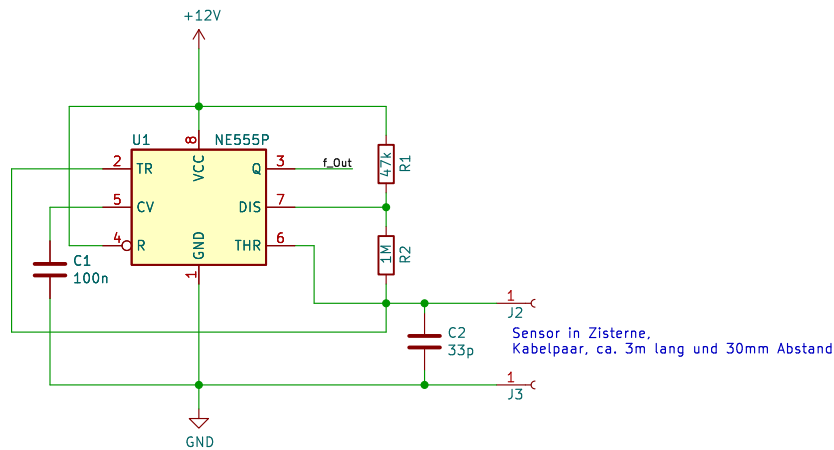 +12V
U1
NE555P
8
VCC
2
TR
Q
3
f_Out
47k
R1
5
CV
DIS
7
4
R
GND
THR
6
1M
R2
C1
100n
1
1
J2
C2
33p
Sensor in Zisterne,
Kabelpaar, ca. 3m lang und 30mm Abstand
1
J3
GND